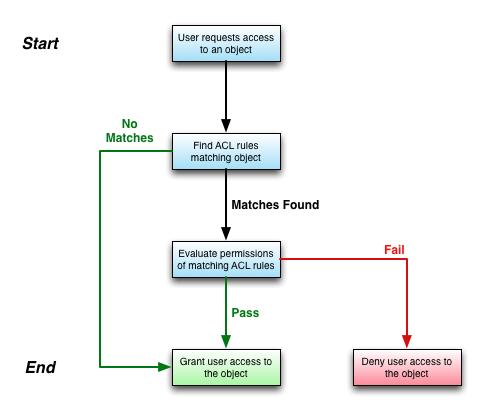 Start
User requests access
to an object
No
Matches
Find ACL rules
matching object
Matches Found
Evaluate permissions
of matching ACL rules
Fail
Pass
End
Grant user access to
the object
Deny user access to
the object